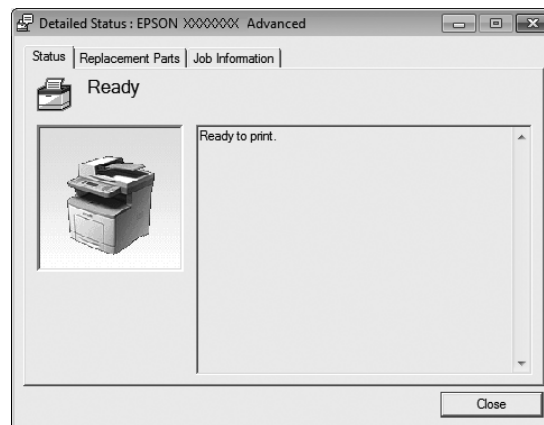 Detailed Status : EPSON XXXXXXX Advanced
Status Replacement Parts Job Information
Ready
Ready to print.
Close